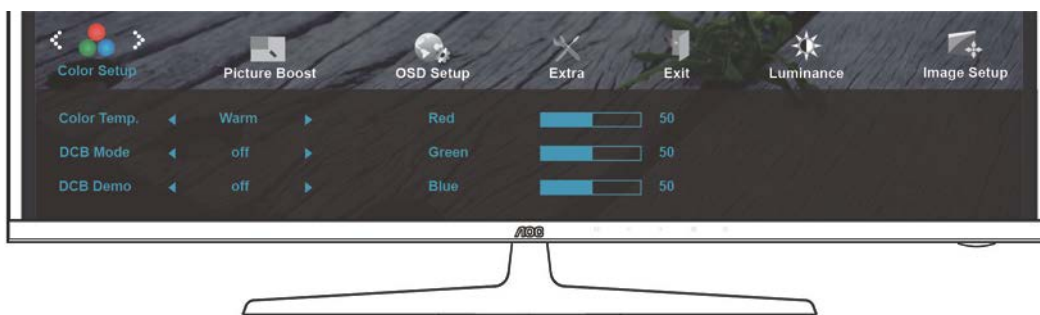 Color Setup Picture Boost OSD Setup Extra Exit Luminance Image Setup
Color Temp. Warm Red 50
DCB Mode off Green 50
DCB Demo off Blue 50
AOC